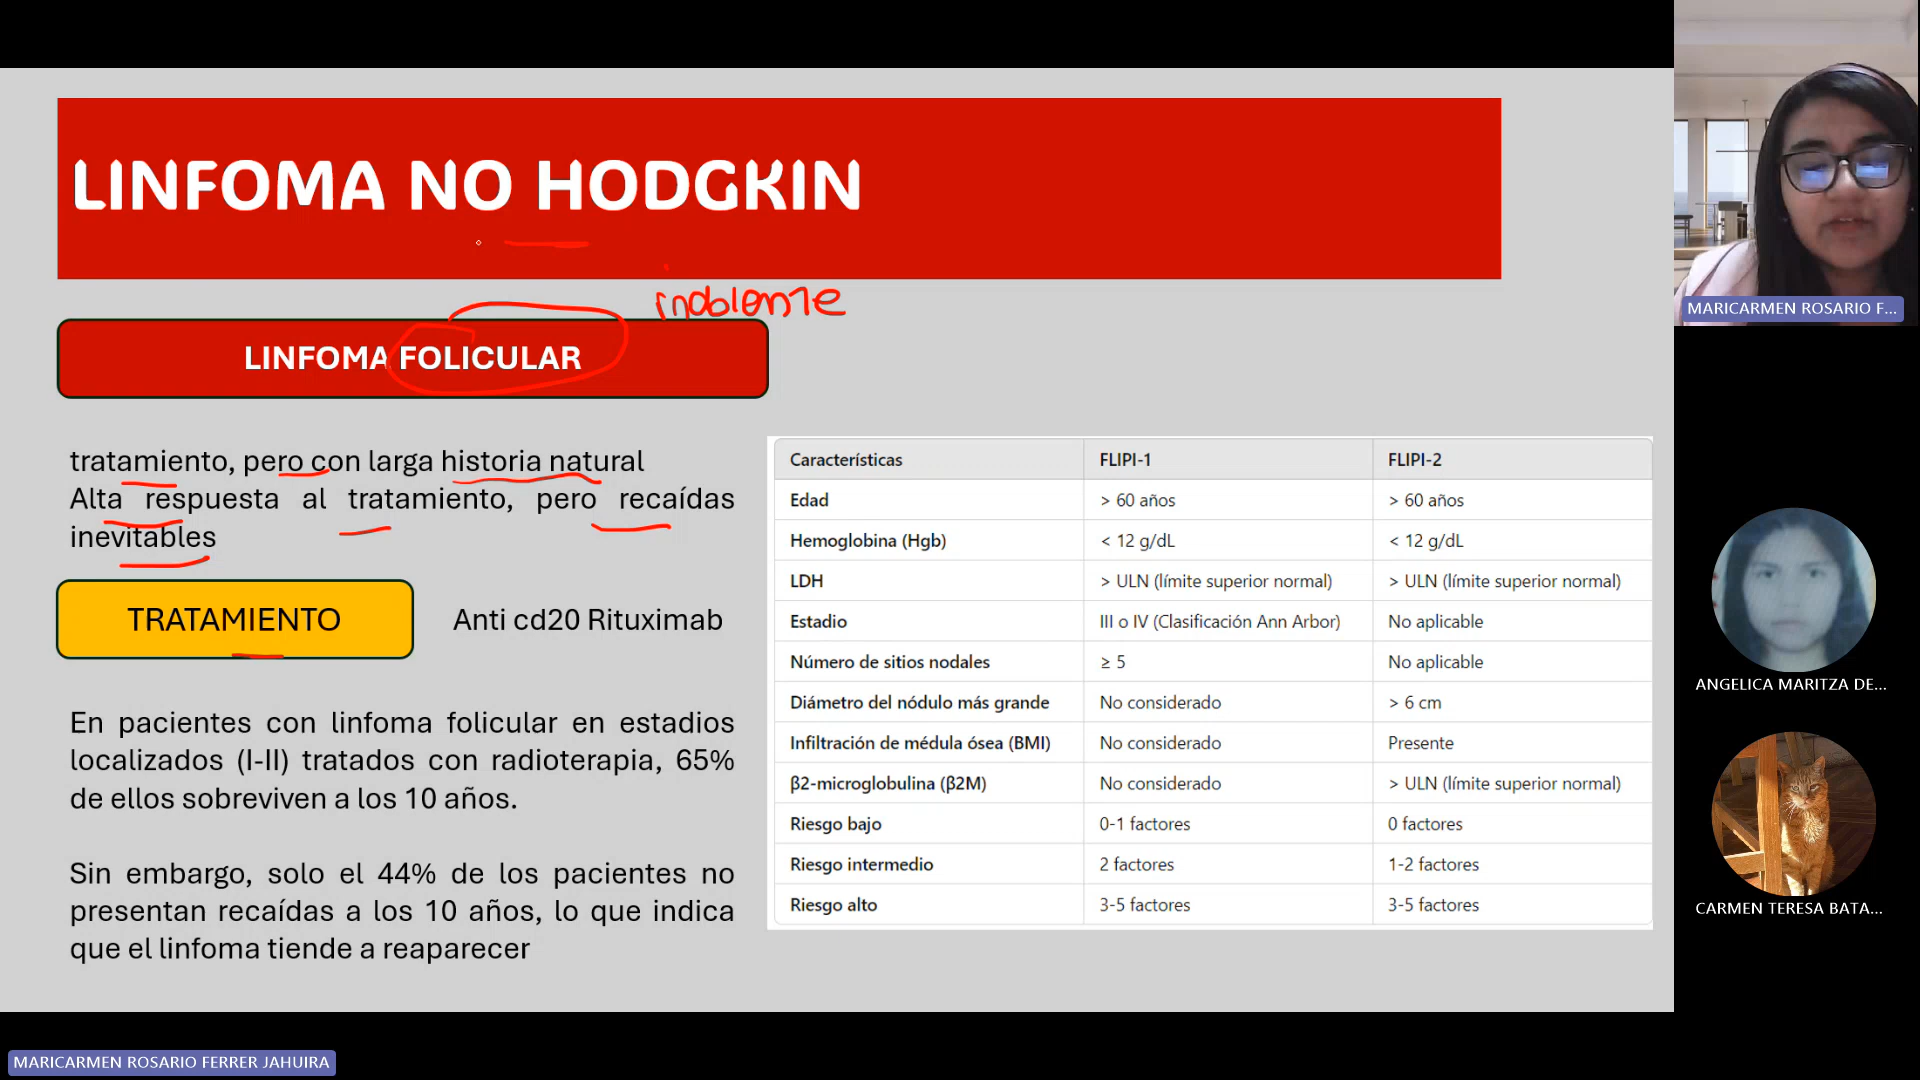 LINFOMA NO HODGKIN
indolente
LINFOMA FOLICULAR
tratamiento, pero con larga historia natural
Alta respuesta al tratamiento, pero recaídas
inevitables
TRATAMIENTO
Anti cd20 Rituximab
En pacientes con linfoma folicular en estadios
localizados (I-II) tratados con radioterapia, 65%
de ellos sobreviven a los 10 años.
Sin embargo, solo el 44% de los pacientes no
presentan recaídas a los 10 años, lo que indica
que el linfoma tiende a reaparecer
Características FLIPI-1 FLIPI-2
Edad > 60 años > 60 años
Hemoglobina (Hgb) < 12 g/dL < 12 g/dL
LDH > ULN (límite superior normal) > ULN (límite superior normal)
Estadio III o IV (Clasificación Ann Arbor) No aplicable
Número de sitios nodales ≥ 5 No aplicable
Diámetro del nódulo más grande No considerado > 6 cm
Infiltración de médula ósea (BMI) No considerado Presente
β2-microglobulina (β2M) No considerado > ULN (límite superior normal)
Riesgo bajo 0-1 factores 0 factores
Riesgo intermedio 2 factores 1-2 factores
Riesgo alto 3-5 factores 3-5 factores
MARICARMEN ROSARIO F...
ANGELICA MARITZA DE...
CARMEN TERESA BATA...
MARICARMEN ROSARIO FERRER JAHUIRA